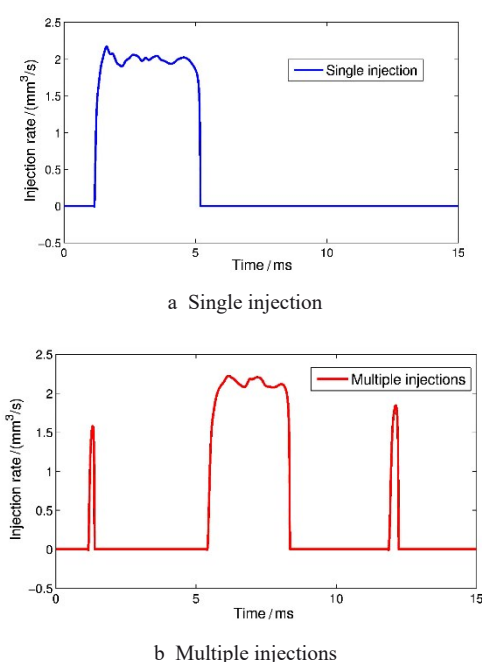 2.5
2
1.5
1
0.5
0
-0.5
Injection rate/(mm³/s)
Single injection
0 5 10 15
Time/ms
a Single injection
2.5
2
1.5
1
0.5
0
-0.5
Injection rate/(mm³/s)
Multiple injections
0 5 10 15
Time/ms
b Multiple injections